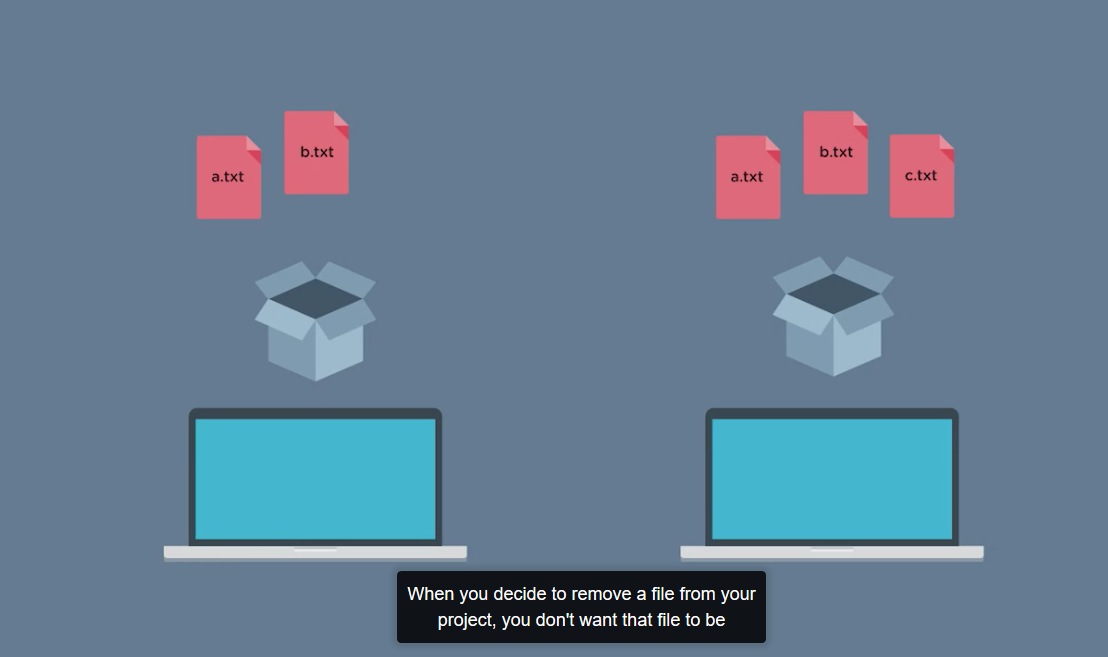 a.txt
b.txt
a.txt
b.txt
c.txt
When you decide to remove a file from your
project, you don't want that file to be